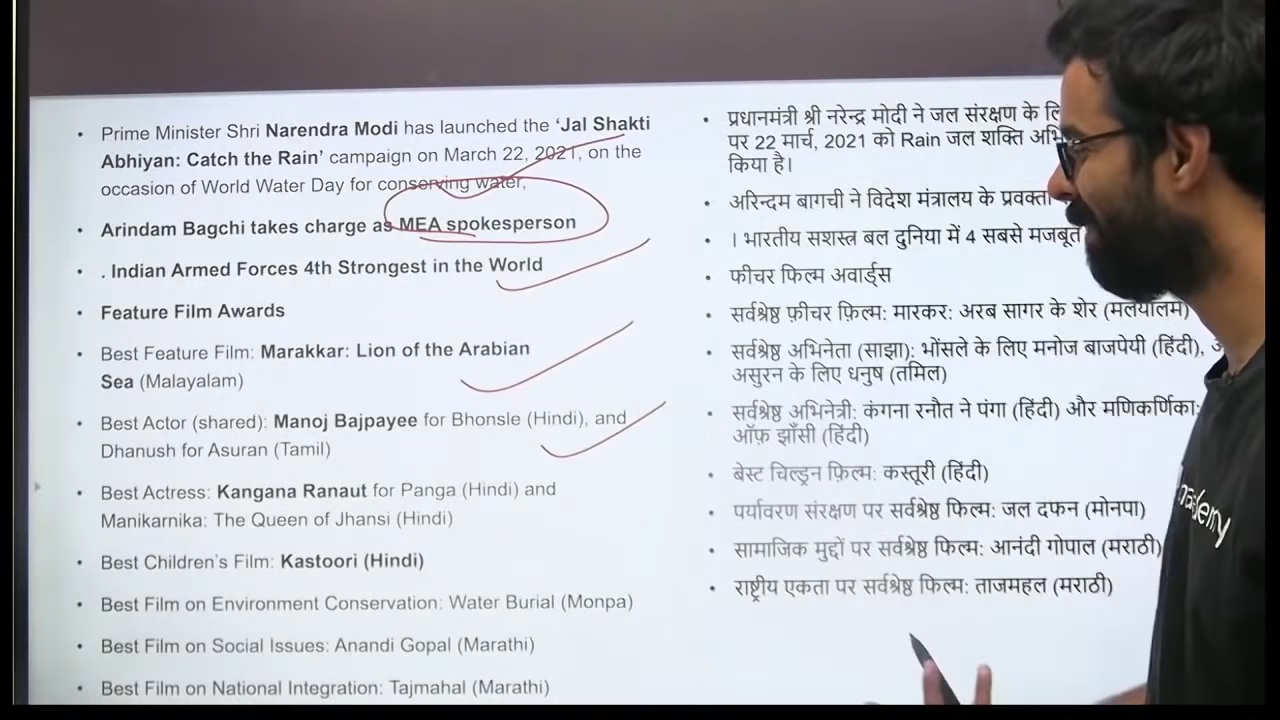 • Prime Minister Shri Narendra Modi has launched the ‘Jal Shakti
Abhiyan: Catch the Rain’ campaign on March 22, 2021, on the
occasion of World Water Day for conserving water,
• Arindam Bagchi takes charge as MEA spokesperson
• . Indian Armed Forces 4th Strongest in the World
• Feature Film Awards
• Best Feature Film: Marakkar: Lion of the Arabian
Sea (Malayalam)
• Best Actor (shared): Manoj Bajpayee for Bhonsle (Hindi), and
Dhanush for Asuran (Tamil)
• Best Actress: Kangana Ranaut for Panga (Hindi) and
Manikarnika: The Queen of Jhansi (Hindi)
• Best Children’s Film: Kastoori (Hindi)
• Best Film on Environment Conservation: Water Burial (Monpa)
• Best Film on Social Issues: Anandi Gopal (Marathi)
• Best Film on National Integration: Tajmahal (Marathi)
• प्रधानमंत्री श्री नरेन्द्र मोदी ने जल संरक्षण के
पर 22 मार्च, 2021 को Rain जल शक्ति
किया है।
• अरिन्दम बागची ने विदेश मंत्रालय के प्रवक्ता
• । भारतीय सशस्त्र बल दुनिया में 4 सबसे मजबूत
• फीचर फिल्म अवार्ड्स
• सर्वश्रेष्ठ फ़ीचर फ़िल्म: मारकर: अरब सागर के शेर (मलयालम)
• सर्वश्रेष्ठ अभिनेता (साझा): भोंसले के लिए मनोज बाजपेयी (हिंदी),
असुरन के लिए धनुष (तमिल)
• सर्वश्रेष्ठ अभिनेत्री: कंगना रनौत ने पंगा (हिंदी) और मणिकर्णिका:
ऑफ़ झाँसी (हिंदी)
• बेस्ट चिल्ड्रन फ़िल्म: कस्तूरी (हिंदी)
• पर्यावरण संरक्षण पर सर्वश्रेष्ठ फिल्म: जल दफन (मोनपा)
• सामाजिक मुद्दों पर सर्वश्रेष्ठ फिल्म: आनंदी गोपाल (मराठी)
• राष्ट्रीय एकता पर सर्वश्रेष्ठ फिल्म: ताजमहल (मराठी)